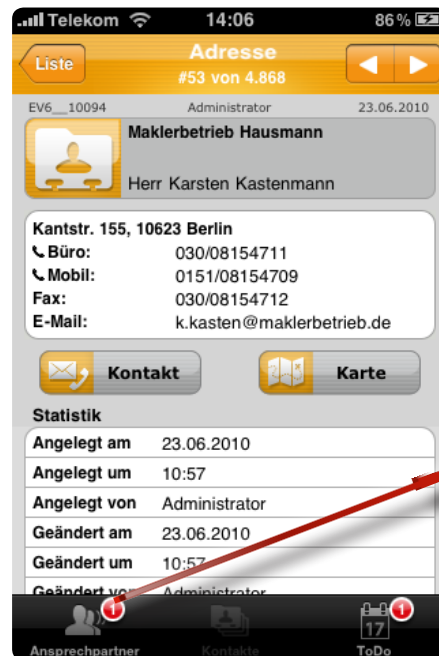 Telekom 14:06 86 %
Liste Adresse
#53 von 4.868
EV6__10094 Administrator 23.06.2010
Maklerbetrieb Hausmann
Herr Karsten Kastenmann
Kantstr. 155, 10623 Berlin
Büro: 030/08154711
Mobil: 0151/08154709
Fax: 030/08154712
E-Mail: k.kasten@maklerbetrieb.de
Kontakt Karte
Statistik
Angelegt am 23.06.2010
Angelegt um 10:57
Angelegt von Administrator
Geändert am 23.06.2010
Geändert um 10:57
Geändert von Administrator
1 1
17
Ansprechpartner Kontakte ToDo